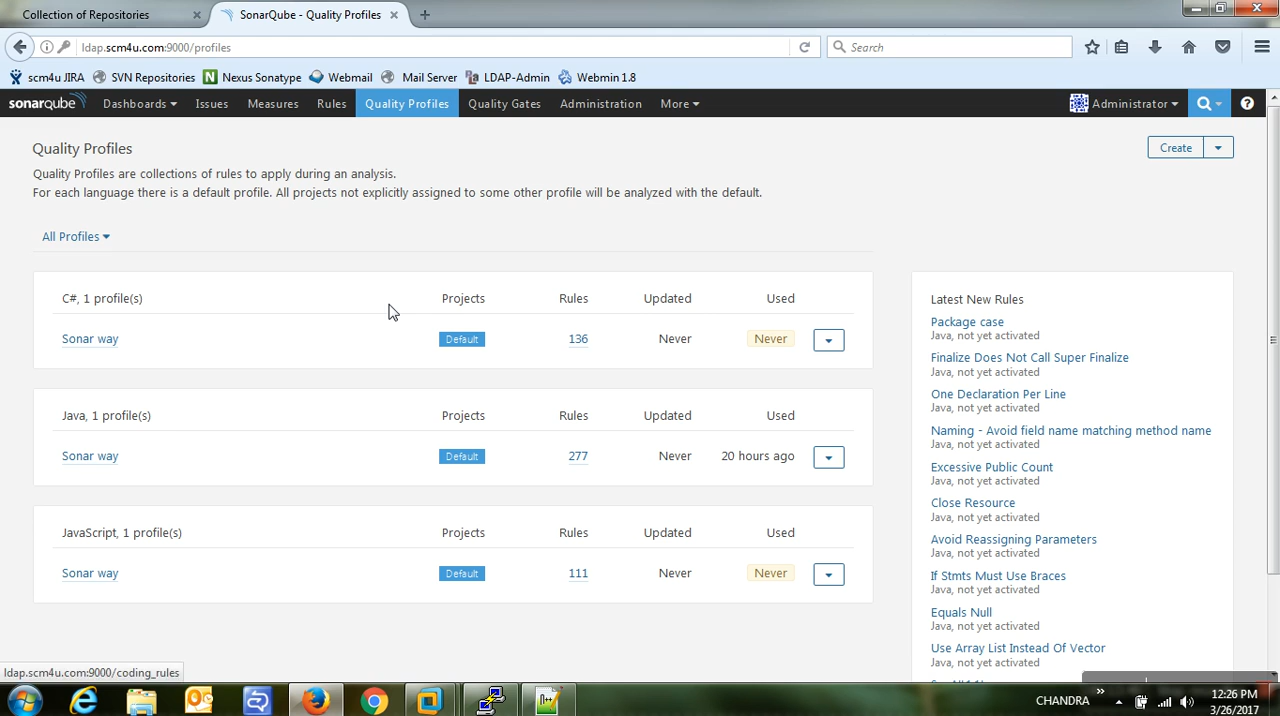 Collection of Repositories
SonarQube - Quality Profiles
ldap.scm4u.com:9000/profiles
Search
scm4u JIRA
SVN Repositories
Nexus Sonatype
Webmail
Mail Server
LDAP-Admin
Webmin 1.8
sonarqube
Dashboards
Issues
Measures
Rules
Quality Profiles
Quality Gates
Administration
More
Administrator
Quality Profiles
Create
Quality Profiles are collections of rules to apply during an analysis.
For each language there is a default profile. All projects not explicitly assigned to some other profile will be analyzed with the default.
All Profiles
C#, 1 profile(s) Projects Rules Updated Used
Sonar way Default 136 Never Never
Java, 1 profile(s) Projects Rules Updated Used
Sonar way Default 277 Never 20 hours ago
JavaScript, 1 profile(s) Projects Rules Updated Used
Sonar way Default 111 Never Never
Latest New Rules
Package case
Java, not yet activated
Finalize Does Not Call Super Finalize
Java, not yet activated
One Declaration Per Line
Java, not yet activated
Naming - Avoid field name matching method name
Java, not yet activated
Excessive Public Count
Java, not yet activated
Close Resource
Java, not yet activated
Avoid Reassigning Parameters
Java, not yet activated
If Stmts Must Use Braces
Java, not yet activated
Equals Null
Java, not yet activated
Use Array List Instead Of Vector
Java, not yet activated
ldap.scm4u.com:9000/coding_rules
CHANDRA
12:26 PM
3/26/2017